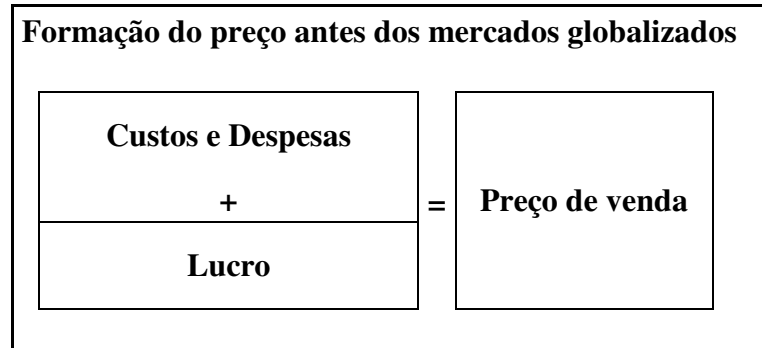 Formação do preço antes dos mercados globalizados
Custos e Despesas
+
Lucro
=
Preço de venda